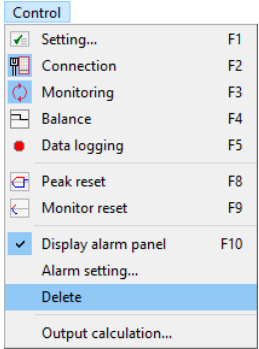 Control
Setting... F1
Connection F2
Monitoring F3
Balance F4
Data logging F5
Peak reset F8
Monitor reset F9
Display alarm panel F10
Alarm setting...
Delete
Output calculation...